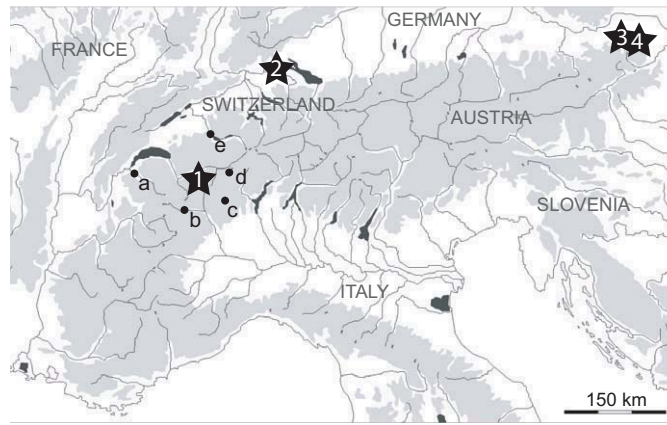 GERMANY
FRANCE
3 4
2
SWITZERLAND
AUSTRIA
e
a
1
d
b
c
SLOVENIA
ITALY
150 km